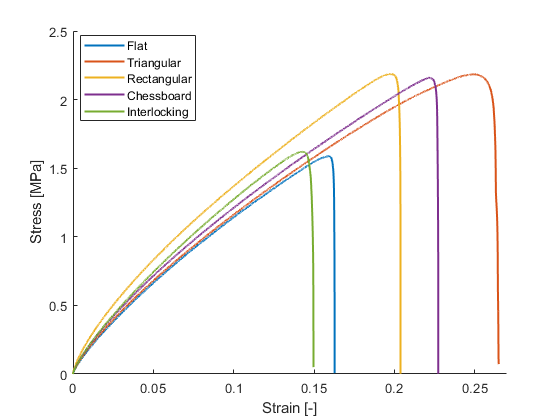 2.5
Flat
Triangular
Rectangular
Chessboard
Interlocking
2
1.5
1
0.5
0
Stress [MPa]
0 0.05 0.1 0.15 0.2 0.25
Strain [-]